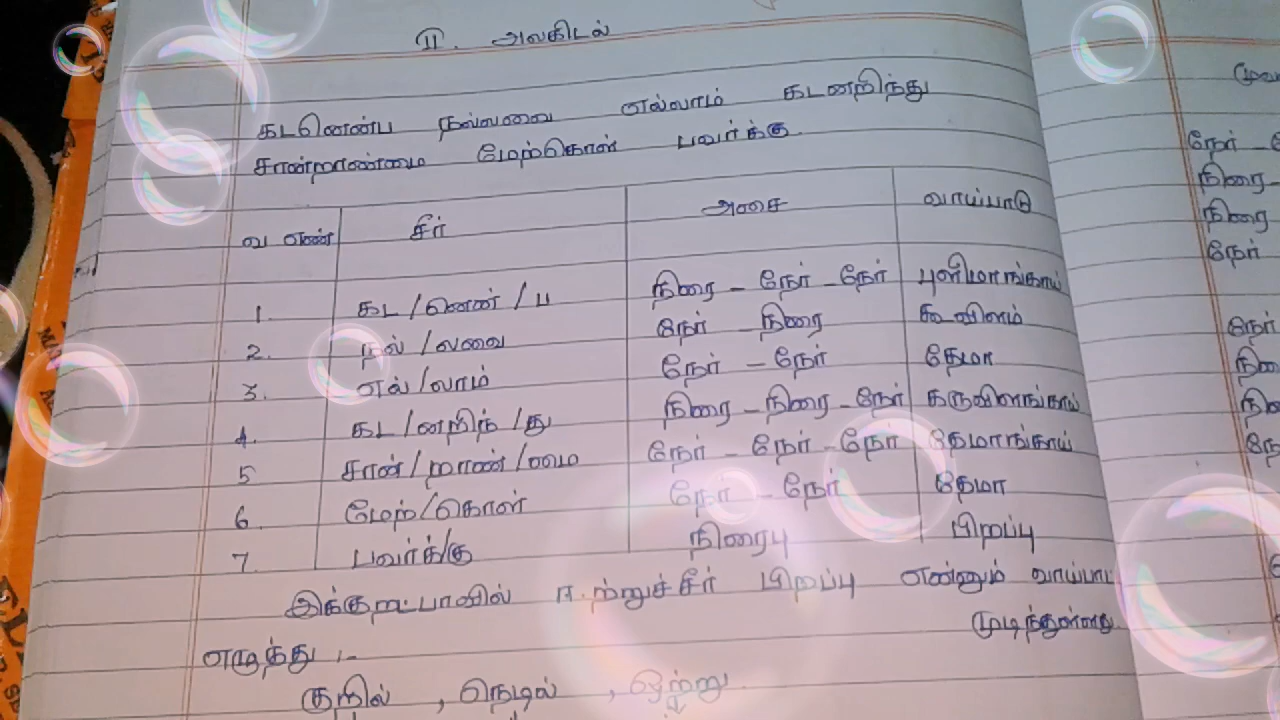 II. அலகிடல்
கடனென்ப நல்லவை எல்லாம் கடனறிந்து
சான்றாண்மை மேற்கொள் பவர்க்கு.
வ எண் சீர் அசை வாய்பாடு
1. கட/னென்/ப நிரை - நேர் - நேர் புளிமாங்காய்
2. நல்/லவை நேர் - நிரை கூவிளம்
3. எல்/லாம் நேர் - நேர் தேமா
4. கட/னறிந்/து நிரை - நிரை - நேர் கருவிளங்காய்
5 சான்/றாண்/மை நேர் - நேர் - நேர் தேமாங்காய்
6. மேற்/கொள் நேர் - நேர் தேமா
7. பவர்க்/கு நிரைபு பிறப்பு
இக்குறட்பாவில் ஈற்றுச்சீர் பிறப்பு என்னும்
முடிந்துள்ளது.
எழுத்து :-
குறில் , நெடில் , ஒற்று
நேர் -
நிரை -
நிரை
நேர்
நேர்